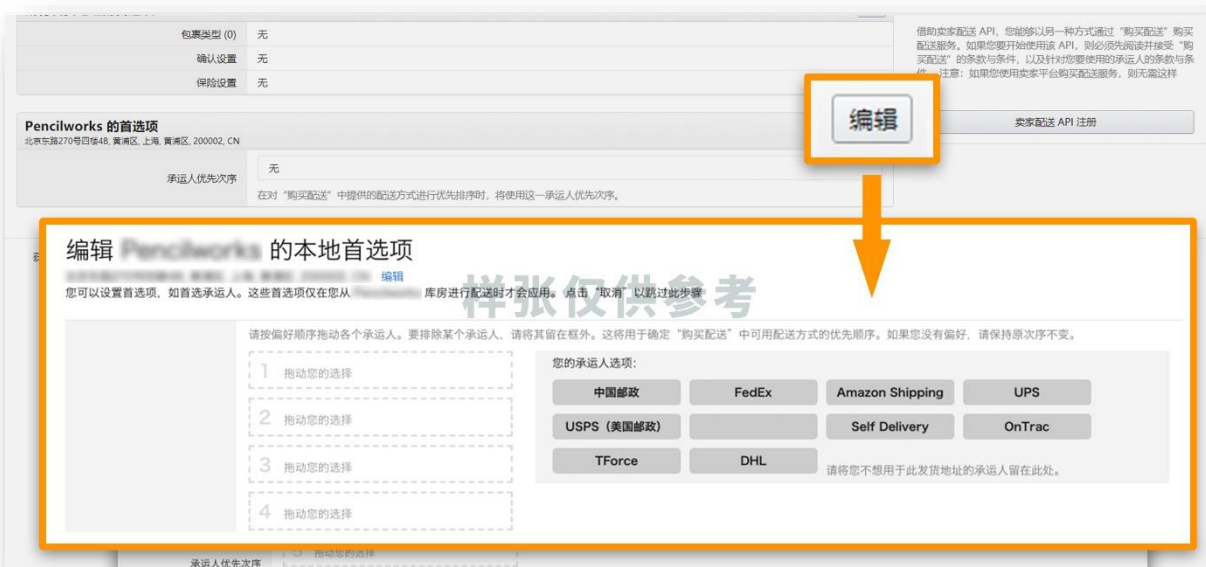 包裹类型 (0) 无
确认设置 无
保险设置 无
借助卖家配送 API，您能够以另一种方式通过“购买配送”购买
配送服务。如果您要开始使用该 API，则必须先阅读并接受“购
买配送”的条款与条件，以及针对您要使用的承运人的条款与条
件。注意：如果您使用卖家平台购买配送服务，则无需这样
卖家配送 API 注册
编辑
Pencilworks 的首选项
北京东路270号四楼4B, 黄浦区, 上海, 黄浦区, 200002, CN
承运人优先次序 无
在对“购买配送”中提供的配送方式进行优先排序时，将使用这一承运人优先次序。
编辑 Pencilworks 的本地首选项
编辑
您可以设置首选项，如首选承运人。这些首选项仅在您从 库房进行配送时才会应用。点击“取消”以跳过此步骤
样张仅供参考
请按偏好顺序拖动各个承运人。要排除某个承运人，请将其留在框外。这将用于确定“购买配送”中可用配送方式的优先顺序。如果您没有偏好，请保持原次序不变。
1 拖动您的选择
2 拖动您的选择
3 拖动您的选择
4 拖动您的选择
您的承运人选项:
中国邮政 FedEx Amazon Shipping UPS
USPS（美国邮政） Self Delivery OnTrac
TForce DHL
请将您不想用于此发货地址的承运人留在此处。
承运人优先次序
5 拖动您的选择